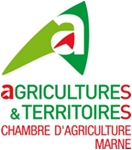 aGRICULTURES
& TERRITOIRES
CHAMBRE D'AGRICULTURE
MARNE